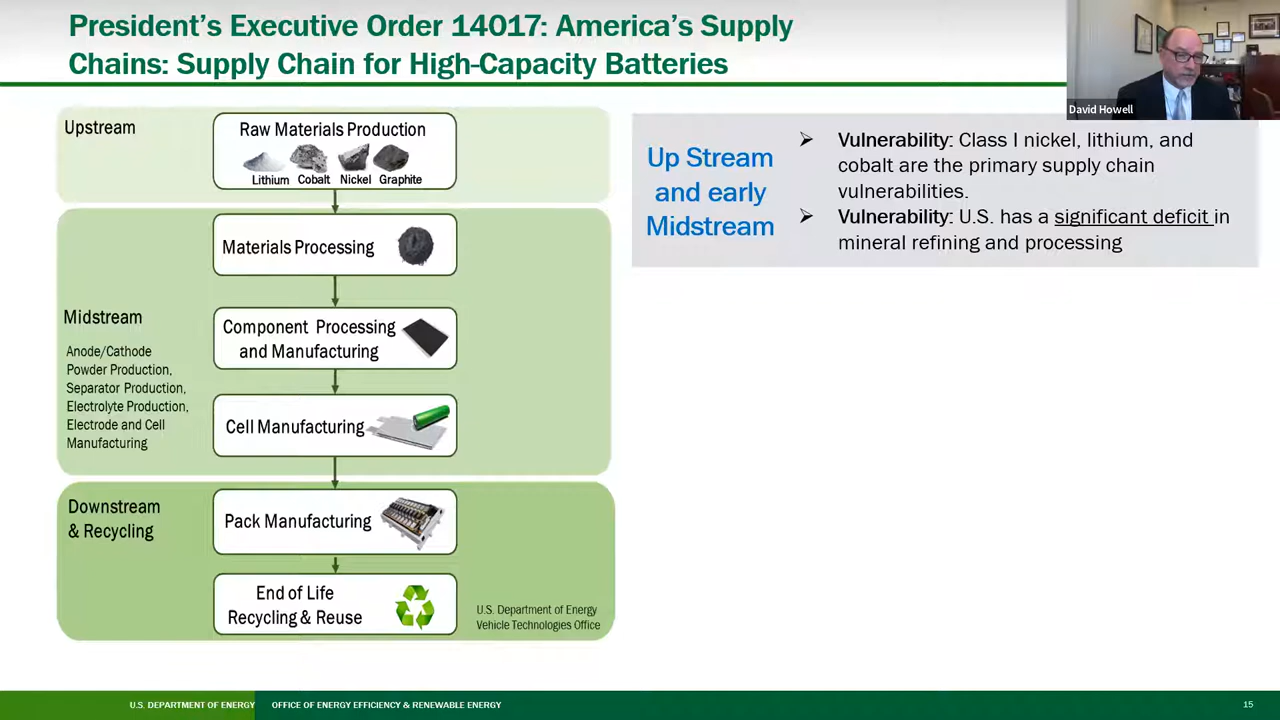 President's Executive Order 14017: America's Supply
Chains: Supply Chain for High-Capacity Batteries
David Howell
Upstream
Raw Materials Production
Lithium Cobalt Nickel Graphite
Midstream
Anode/Cathode
Powder Production,
Separator Production,
Electrolyte Production,
Electrode and Cell
Manufacturing
Materials Processing
Component Processing
and Manufacturing
Cell Manufacturing
Downstream
& Recycling
Pack Manufacturing
End of Life
Recycling & Reuse
U.S. Department of Energy
Vehicle Technologies Office
Up Stream
and early
Midstream
➢ Vulnerability: Class I nickel, lithium, and
cobalt are the primary supply chain
vulnerabilities.
➢ Vulnerability: U.S. has a significant deficit in
mineral refining and processing
U.S. DEPARTMENT OF ENERGY OFFICE OF ENERGY EFFICIENCY & RENEWABLE ENERGY 15